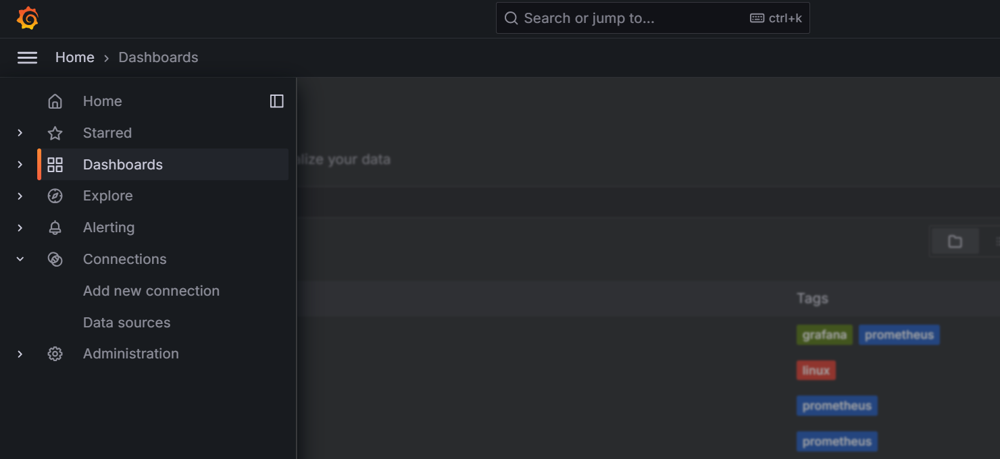 Search or jump to... ctrl+k
Home › Dashboards
Home
Starred
Dashboards
Explore
Alerting
Connections
Add new connection
Data sources
Administration
your data
Tags
grafana prometheus
linux
prometheus
prometheus